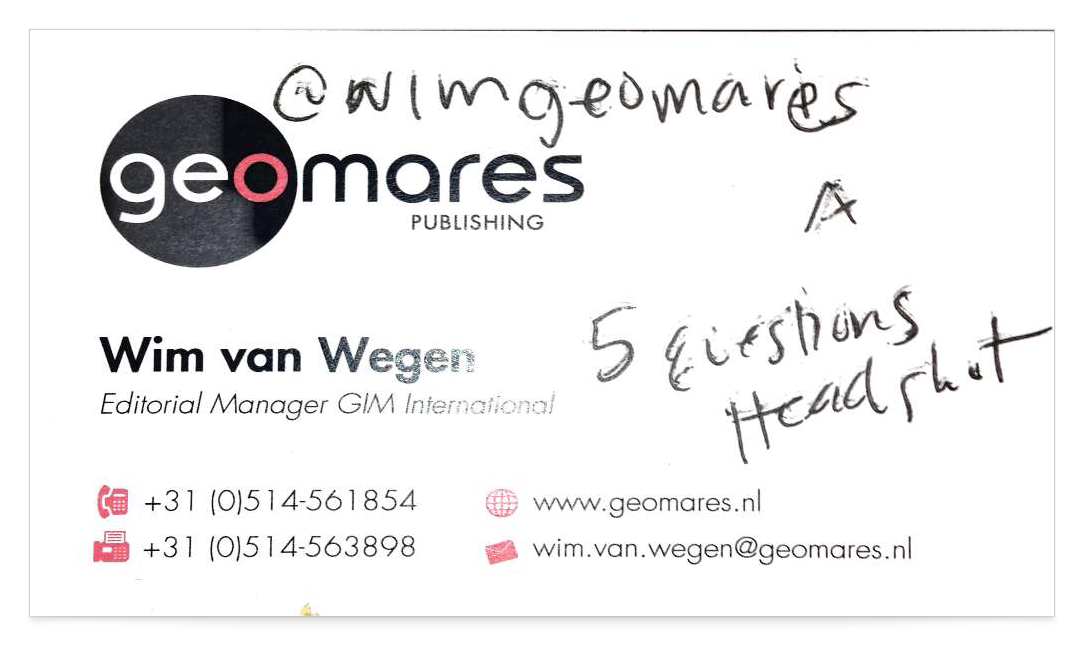 @wimgeomares
geomares
PUBLISHING
A
5 questions
Headshot
Wim van Wegen
Editorial Manager GIM International
+31 (0)514-561854
www.geomares.nl
+31 (0)514-563898
wim.van.wegen@geomares.nl